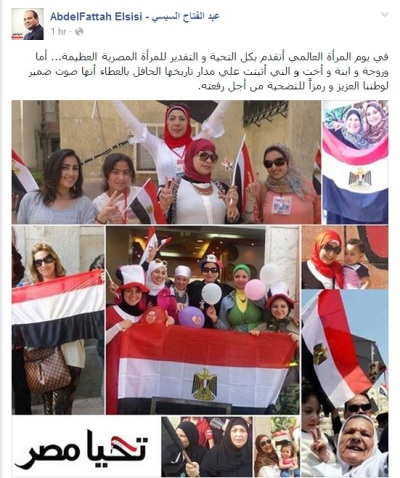 AbdelFattah Elsisi - عبد الفتاح السيسي
1 hr
في يوم المرأة العالمي أتقدم بكل التحية و التقدير للمرأة المصرية العظيمة... أما
وزوجة و ابنة و أخت و التي أثبتت علي مدار تاريخها الحافل بالعطاء أنها صوت ضمير
لوطننا العزيز و رمزاً للتضحية من أجل رفعته.
تحيا مصر